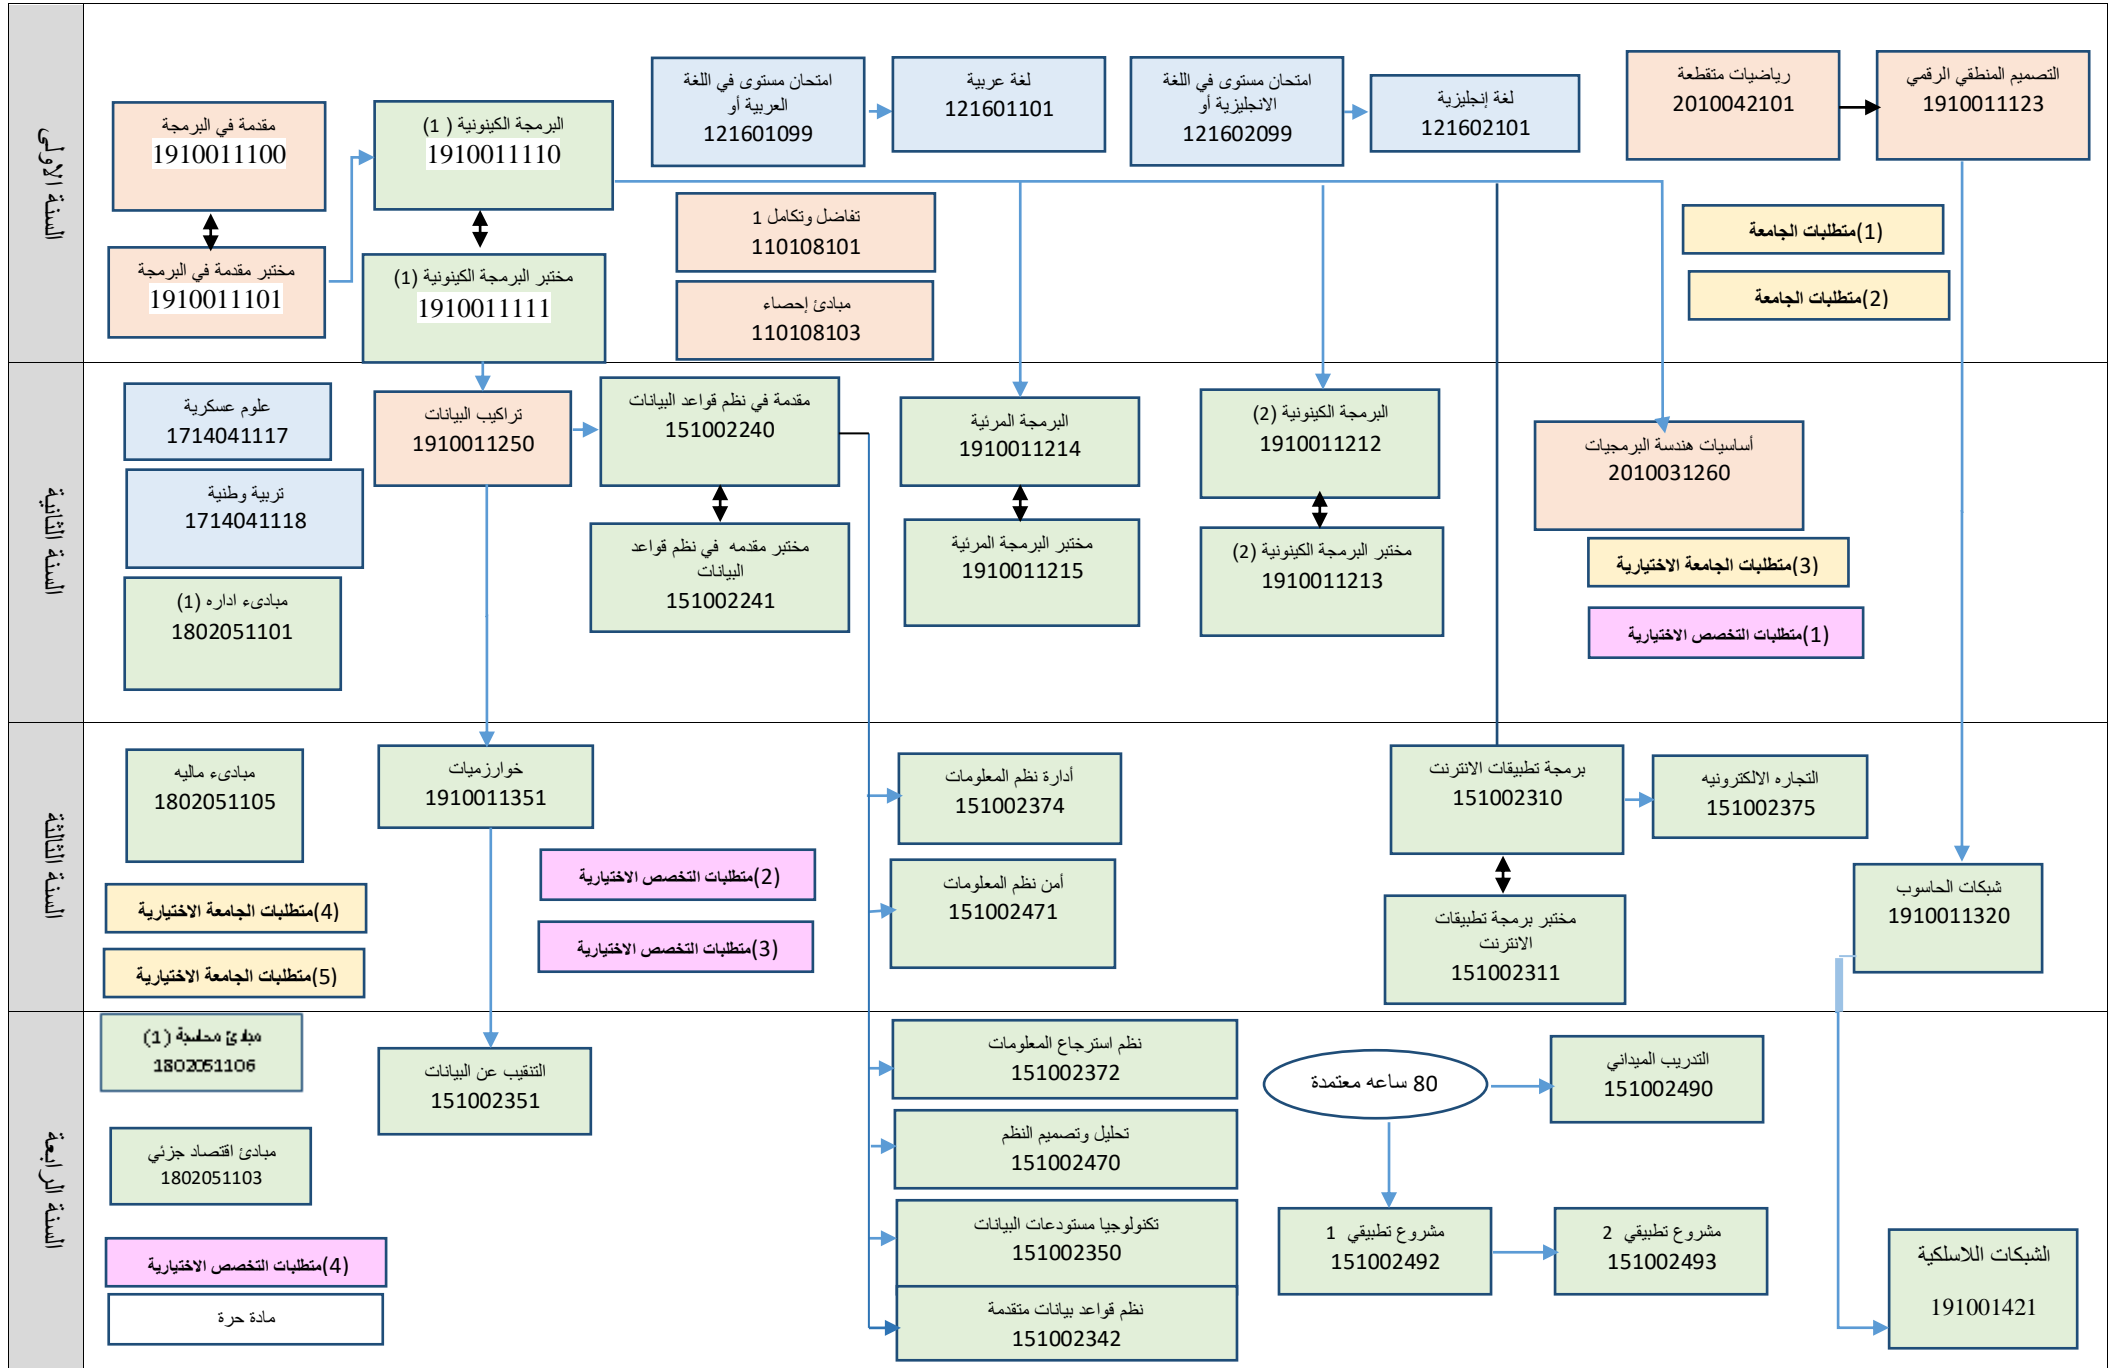 السنة الاولى
مقدمة في البرمجة
1910011100
مختبر مقدمة في البرمجة
1910011101
البرمجة الكينونية ( 1)
1910011110
مختبر البرمجة الكينونية (1)
1910011111
امتحان مستوى في اللغة
العربية أو
121601099
لغة عربية
121601101
امتحان مستوى في اللغة
الانجليزية أو
121602099
لغة إنجليزية
121602101
رياضيات متقطعة
2010042101
التصميم المنطقي الرقمي
1910011123
تفاضل وتكامل 1
110108101
مبادئ إحصاء
110108103
متطلبات الجامعة(1)
متطلبات الجامعة(2)
السنة الثانية
علوم عسكرية
1714041117
تربية وطنية
1714041118
مبادىء اداره (1)
1802051101
تراكيب البيانات
1910011250
مقدمة في نظم قواعد البيانات
151002240
مختبر مقدمه في نظم قواعد
البيانات
151002241
البرمجة المرئية
1910011214
مختبر البرمجة المرئية
1910011215
البرمجة الكينونية (2)
1910011212
مختبر البرمجة الكينونية (2)
1910011213
أساسيات هندسة البرمجيات
2010031260
متطلبات الجامعة الاختيارية(3)
متطلبات التخصص الاختيارية(1)
السنة الثالثة
مبادىء ماليه
1802051105
متطلبات الجامعة الاختيارية(4)
متطلبات الجامعة الاختيارية(5)
خوارزميات
1910011351
متطلبات التخصص الاختيارية(2)
متطلبات التخصص الاختيارية(3)
أدارة نظم المعلومات
151002374
أمن نظم المعلومات
151002471
برمجة تطبيقات الانترنت
151002310
مختبر برمجة تطبيقات
الانترنت
151002311
التجاره الالكترونيه
151002375
شبكات الحاسوب
1910011320
السنة الرابعة
مبادئ محاسبة (1)
1802051106
مبادئ اقتصاد جزئي
1802051103
متطلبات التخصص الاختيارية(4)
مادة حرة
التنقيب عن البيانات
151002351
نظم استرجاع المعلومات
151002372
تحليل وتصميم النظم
151002470
تكنولوجيا مستودعات البيانات
151002350
نظم قواعد بيانات متقدمة
151002342
80 ساعه معتمدة
التدريب الميداني
151002490
مشروع تطبيقي 1
151002492
مشروع تطبيقي 2
151002493
الشبكات اللاسلكية
191001421